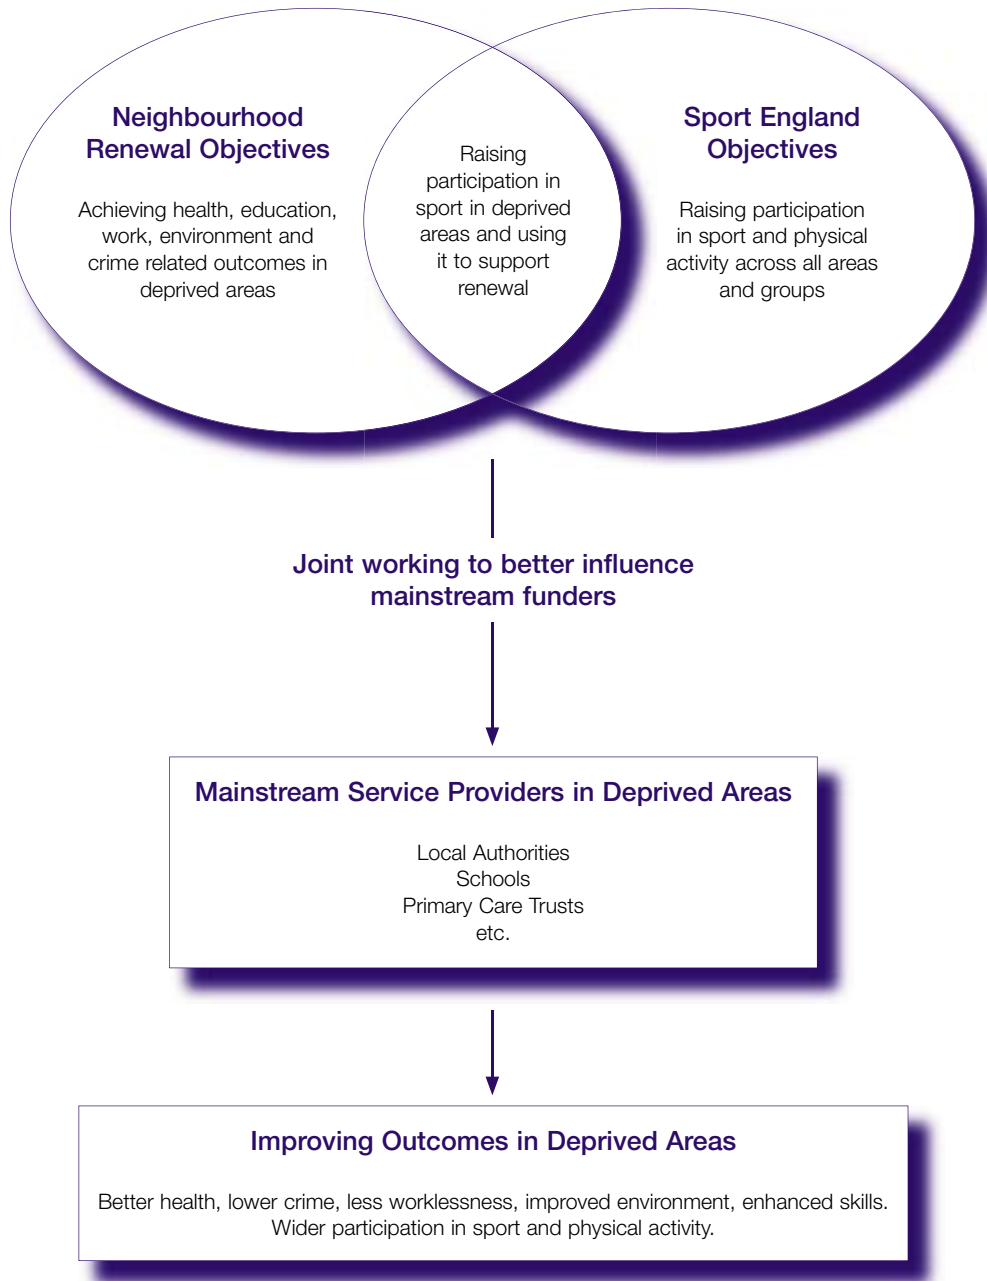 Neighbourhood
Renewal Objectives
Achieving health, education,
work, environment and
crime related outcomes in
deprived areas
Raising
participation in
sport in deprived
areas and using
it to support
renewal
Sport England
Objectives
Raising participation
in sport and physical
activity across all areas
and groups
Joint working to better influence
mainstream funders
Mainstream Service Providers in Deprived Areas
Local Authorities
Schools
Primary Care Trusts
etc.
Improving Outcomes in Deprived Areas
Better health, lower crime, less worklessness, improved environment, enhanced skills.
Wider participation in sport and physical activity.